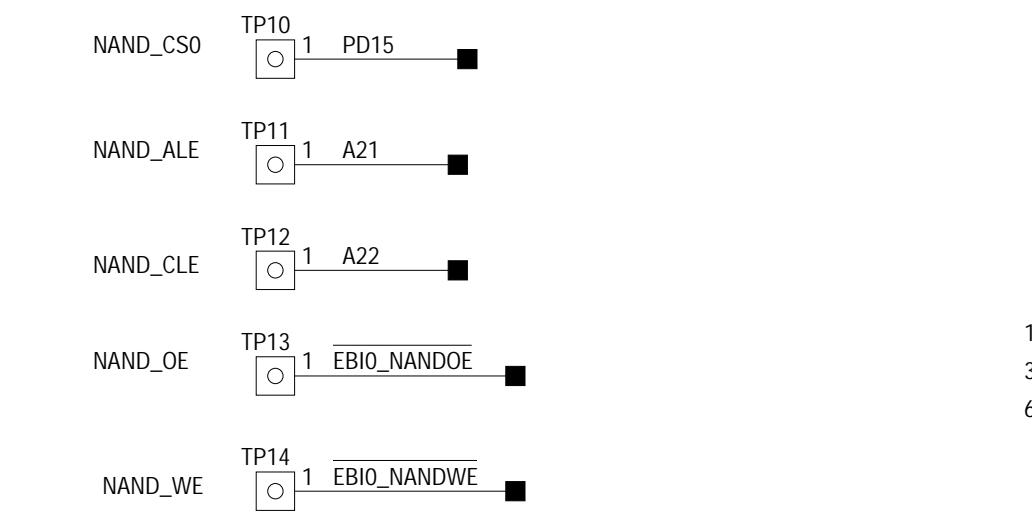 TP10
NAND_CS0 1 PD15
TP11
NAND_ALE 1 A21
TP12
NAND_CLE 1 A22
TP13
NAND_OE 1 EBI0_NANDOE
TP14
NAND_WE 1 EBI0_NANDWE
1